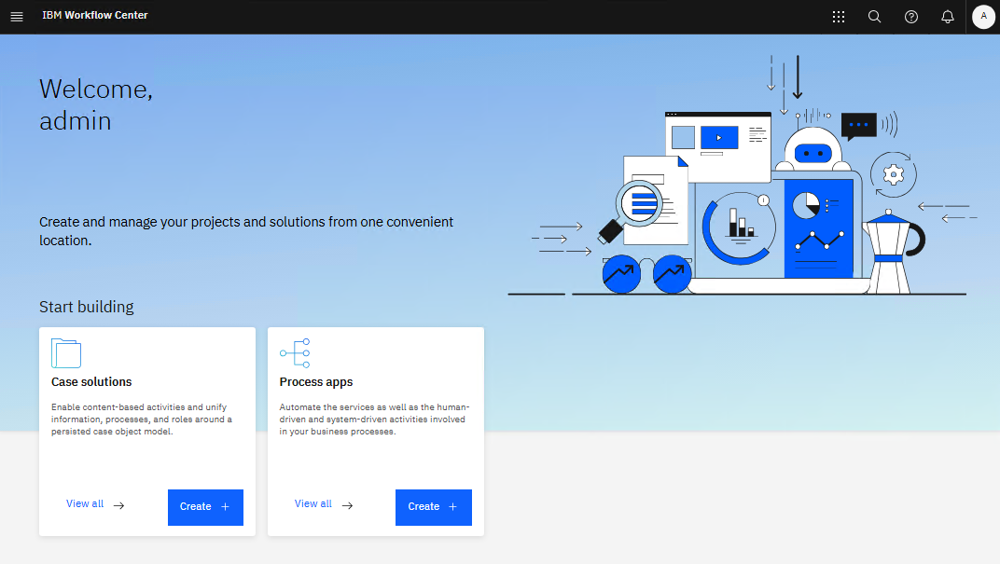 IBM Workflow Center
A
Welcome,
admin
Create and manage your projects and solutions from one convenient
location.
Start building
Case solutions
Enable content-based activities and unify
information, processes, and roles around a
persisted case object model.
View all
Create
Process apps
Automate the services as well as the human-
driven and system-driven activities involved
in your business processes.
View all
Create